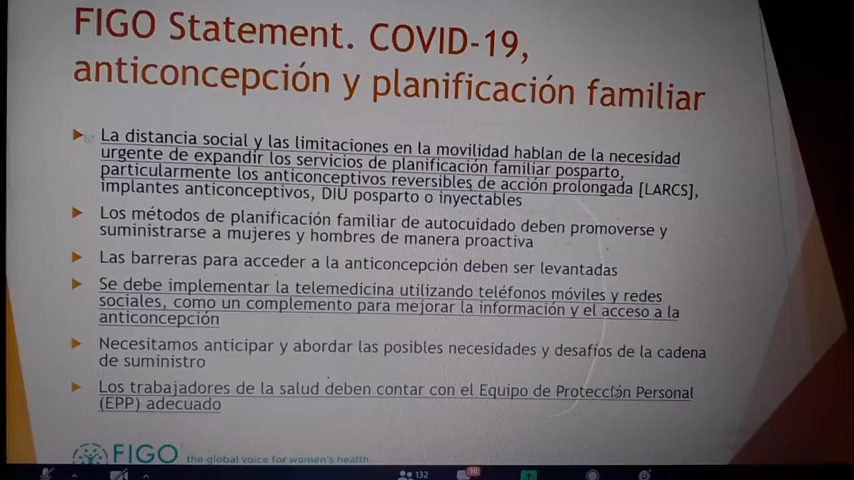 FIGO Statement. COVID-19,
anticoncepción y planificación familiar
La distancia social y las limitaciones en la movilidad hablan de la necesidad
urgente de expandir los servicios de planificación familiar posparto,
particularmente los anticonceptivos reversibles de acción prolongada [LARCS],
implantes anticonceptivos, DIU posparto o inyectables
Los métodos de planificación familiar de autocuidado deben promoverse y
suministrarse a mujeres y hombres de manera proactiva
Las barreras para acceder a la anticoncepción deben ser levantadas
Se debe implementar la telemedicina utilizando teléfonos móviles y redes
sociales, como un complemento para mejorar la información y el acceso a la
anticoncepción
Necesitamos anticipar y abordar las posibles necesidades y desafíos de la cadena
de suministro
Los trabajadores de la salud deben contar con el Equipo de Protección Personal
(EPP) adecuado
FIGO the global voice for women's health
132
10